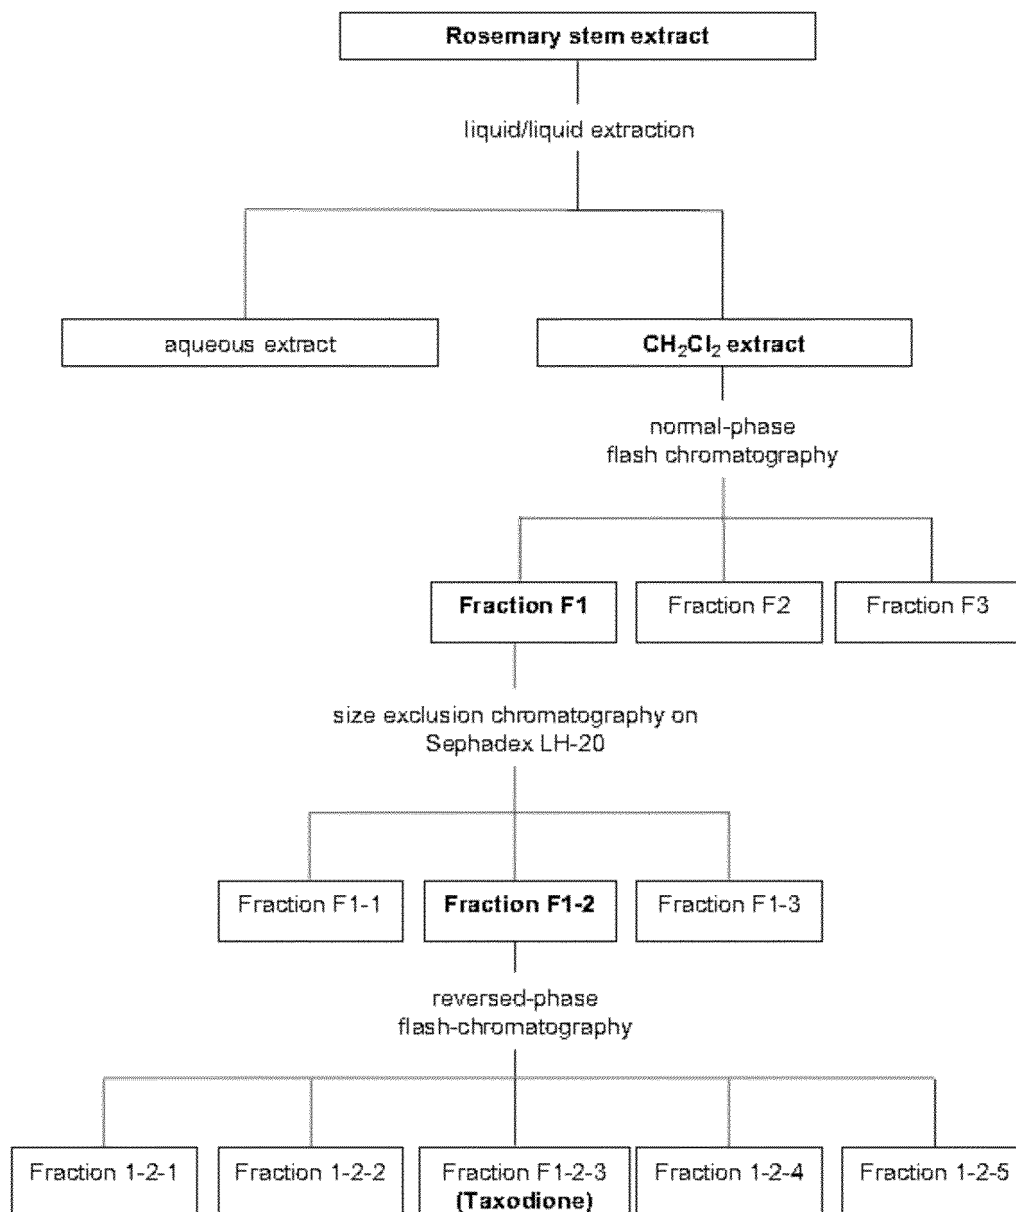 Rosemary stem extract
liquid/liquid extraction
aqueous extract
CH₂Cl₂ extract
normal-phase
flash chromatography
Fraction F1
Fraction F2
Fraction F3
size exclusion chromatography on
Sephadex LH-20
Fraction F1-1
Fraction F1-2
Fraction F1-3
reversed-phase
flash-chromatography
Fraction 1-2-1
Fraction 1-2-2
Fraction F1-2-3
(Taxodione)
Fraction 1-2-4
Fraction 1-2-5